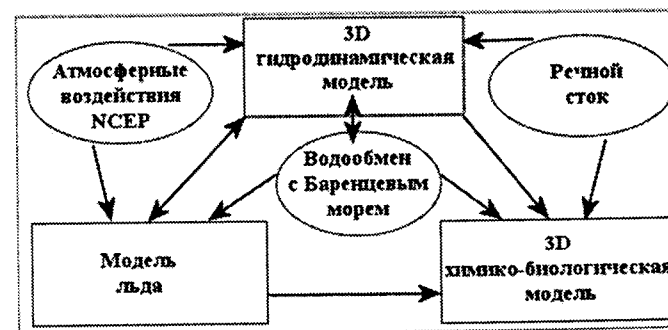 3D
гидродинамическая
модель
Атмосферные
воздействия
NCEP
Речной
сток
Водообмен
с Баренцевым
морем
Модель
льда
3D
химико-биологическая
модель